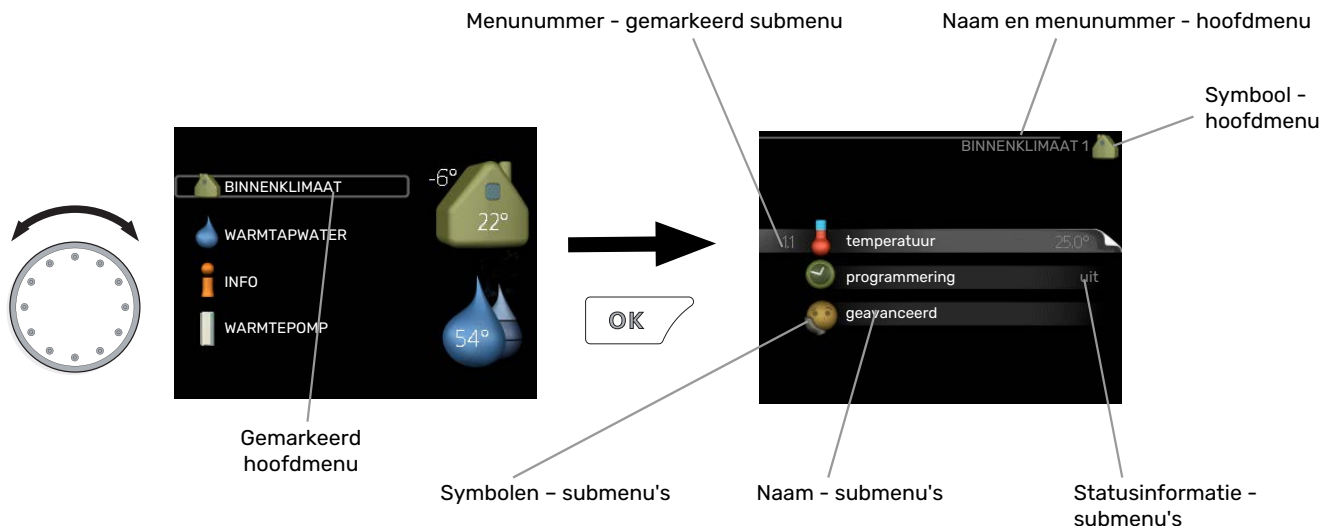 Menunummer - gemarkeerd submenu
Naam en menunummer - hoofdmenu
Symbool -
hoofdmenu
BINNENKLIMAAT
WARMTAPWATER
INFO
WARMTEPOMP
-6°
22°
54°
OK
BINNENKLIMAAT 1
1.1
temperatuur
25.0°
programmering
uit
geavanceerd
Gemarkeerd
hoofdmenu
Symbolen – submenu's
Naam - submenu's
Statusinformatie -
submenu's